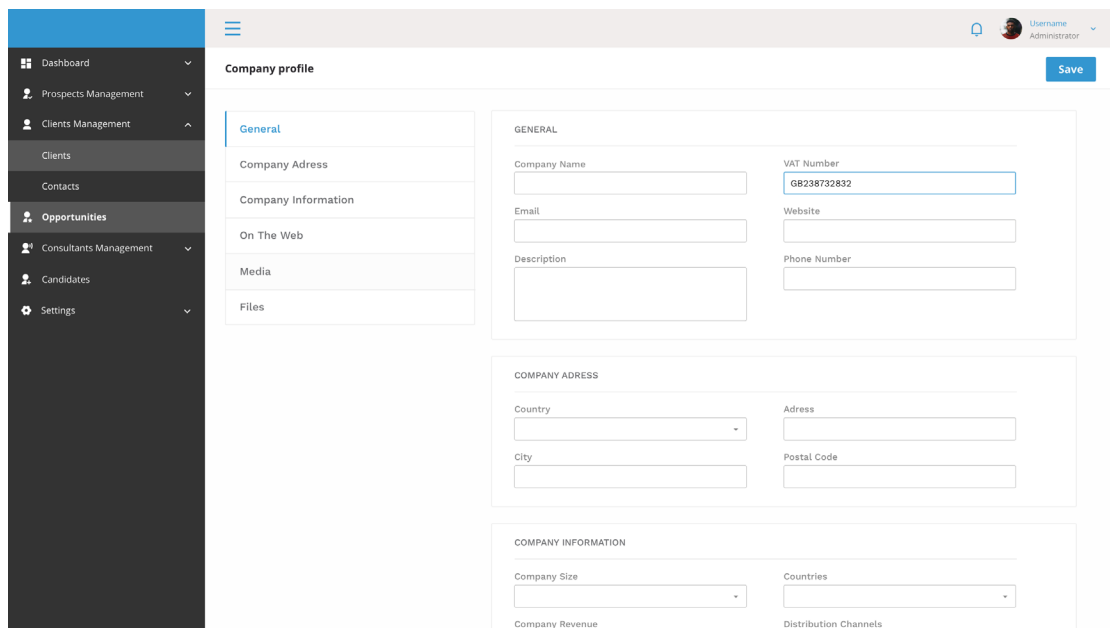 Username
Administrator
Dashboard
Prospects Management
Clients Management
Clients
Contacts
Opportunities
Consultants Management
Candidates
Settings
Company profile
Save
General
Company Adress
Company Information
On The Web
Media
Files
GENERAL
Company Name
VAT Number
GB238732832
Email
Website
Description
Phone Number
COMPANY ADRESS
Country
Adress
City
Postal Code
COMPANY INFORMATION
Company Size
Countries
Company Revenue
Distribution Channels